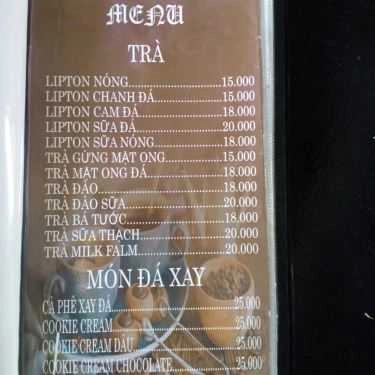 MENU
TRÀ
LIPTON NÓNG.................................15.000
LIPTON CHANH ĐÁ.......................15.000
LIPTON CAM ĐÁ............................18.000
LIPTON SỮA ĐÁ.............................20.000
LIPTON SỮA NÓNG.......................18.000
TRÀ GỪNG MẬT ONG...................15.000
TRÀ MẬT ONG ĐÁ.........................18.000
TRÀ ĐÀO.........................................18.000
TRÀ ĐÀO SỮA................................20.000
TRÀ BÁ TƯỚC................................18.000
TRÀ SỮA THẠCH...........................20.000
TRÀ MILK FALM...........................20.000
MÓN ĐÁ XAY
CÀ PHÊ XAY ĐÁ..............................25.000
COOKIE CREAM..............................25.000
COOKIE CREAM DÂU.....................25.000
COOKIE CREAM CHOCOLATE........25.000